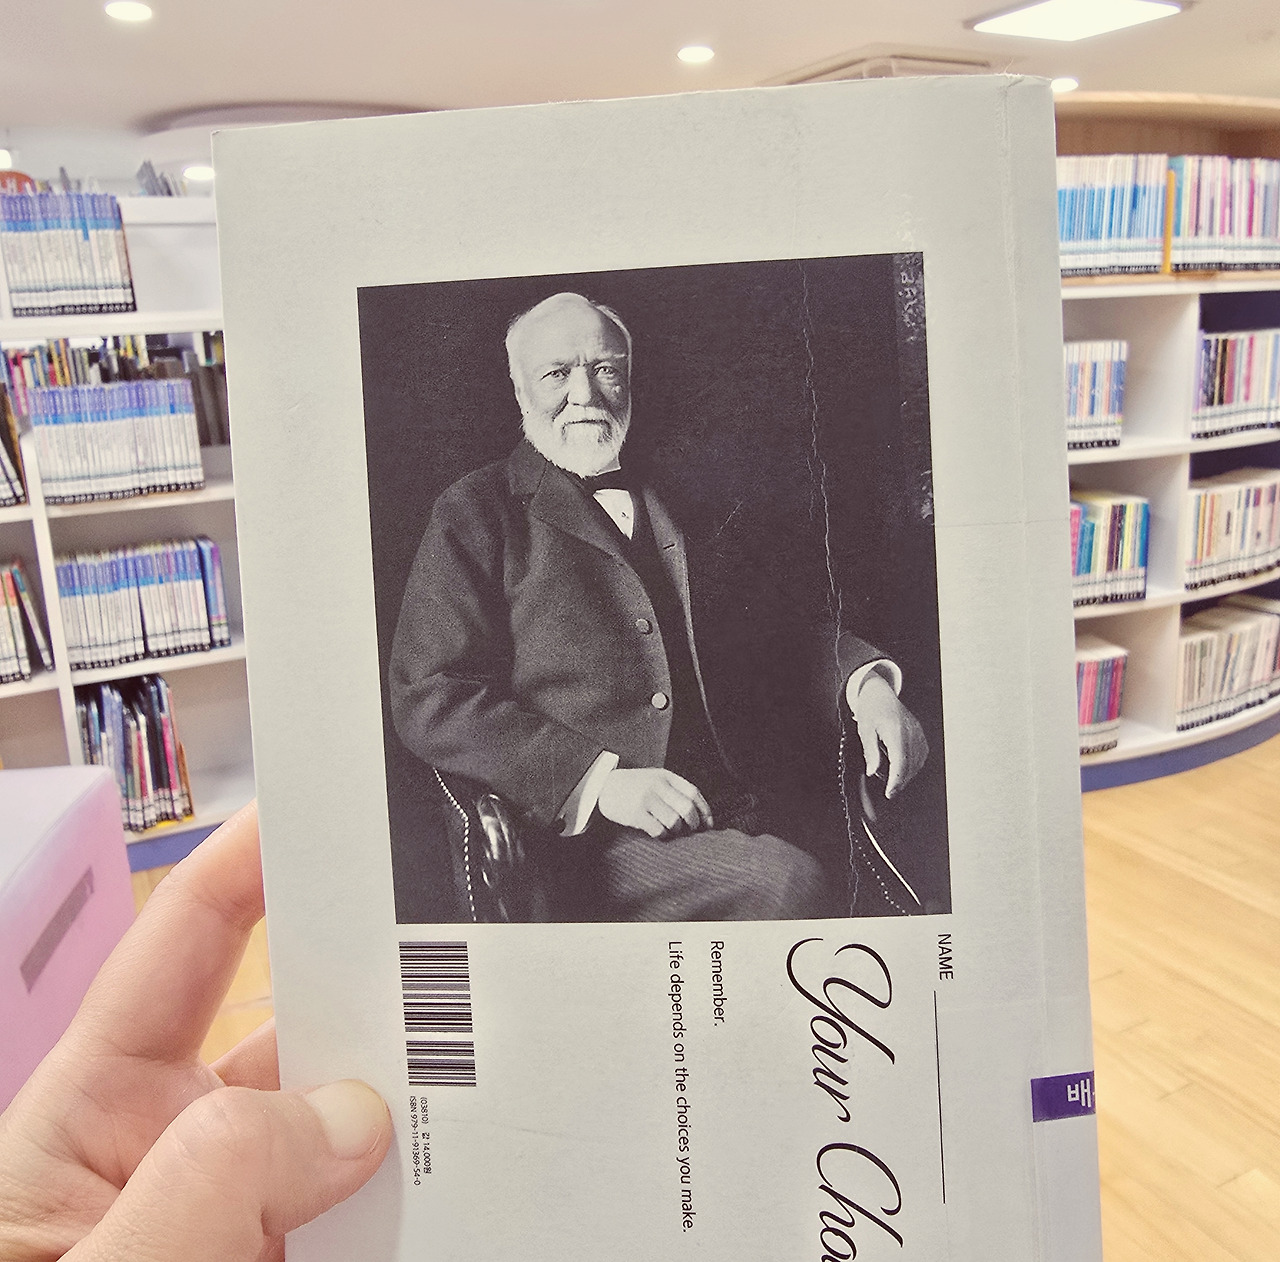 NAME
Your Cho
Remember.
Life depends on the choices you make.
(03810) 값 14,000원
ISBN 979-11-91369-54-0